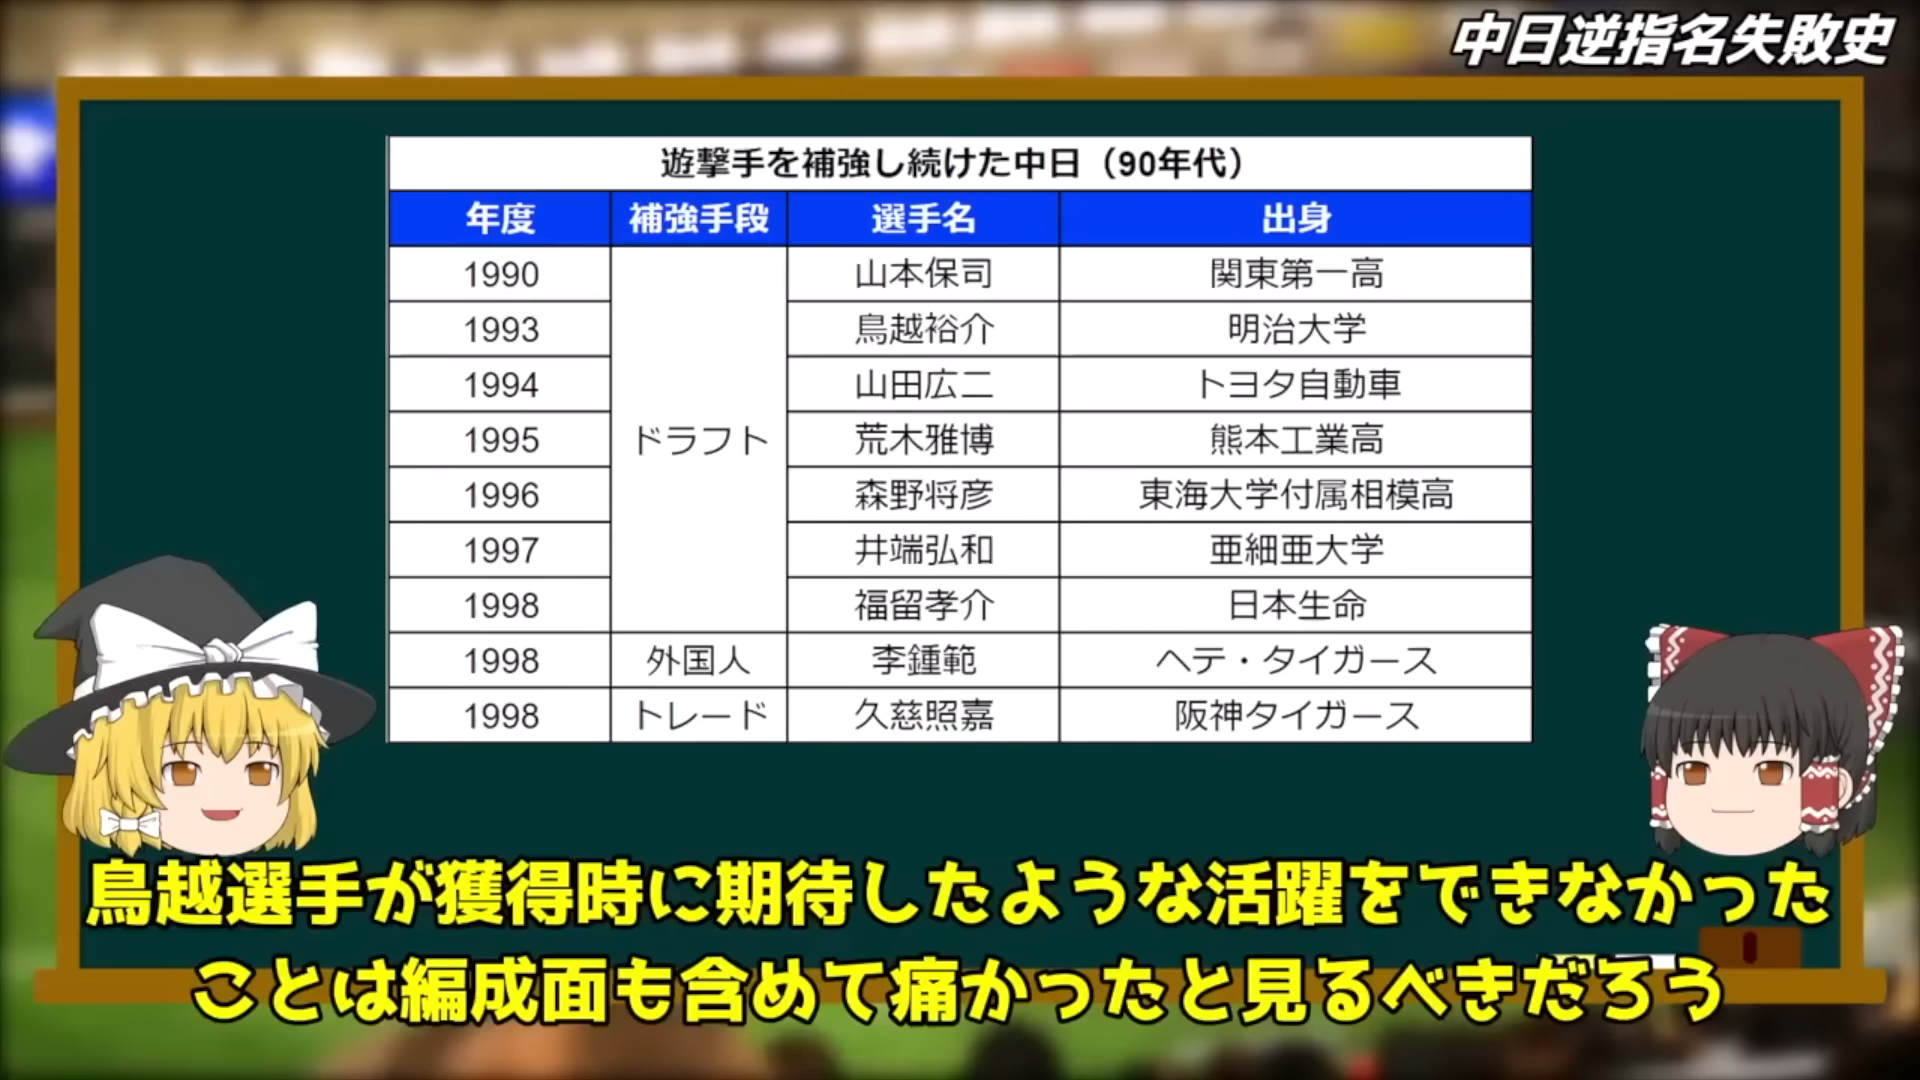 中日逆指名失敗史
遊撃手を補強し続けた中日（90年代）
年度 補強手段 選手名 出身
1990 ドラフト 山本保司 関東第一高
1993 鳥越裕介 明治大学
1994 山田広二 トヨタ自動車
1995 荒木雅博 熊本工業高
1996 森野将彦 東海大学付属相模高
1997 井端弘和 亜細亜大学
1998 福留孝介 日本生命
1998 外国人 李鍾範 ヘテ・タイガース
1998 トレード 久慈照嘉 阪神タイガース
鳥越選手が獲得時に期待したような活躍をできなかった
ことは編成面も含めて痛かったと見るべきだろう